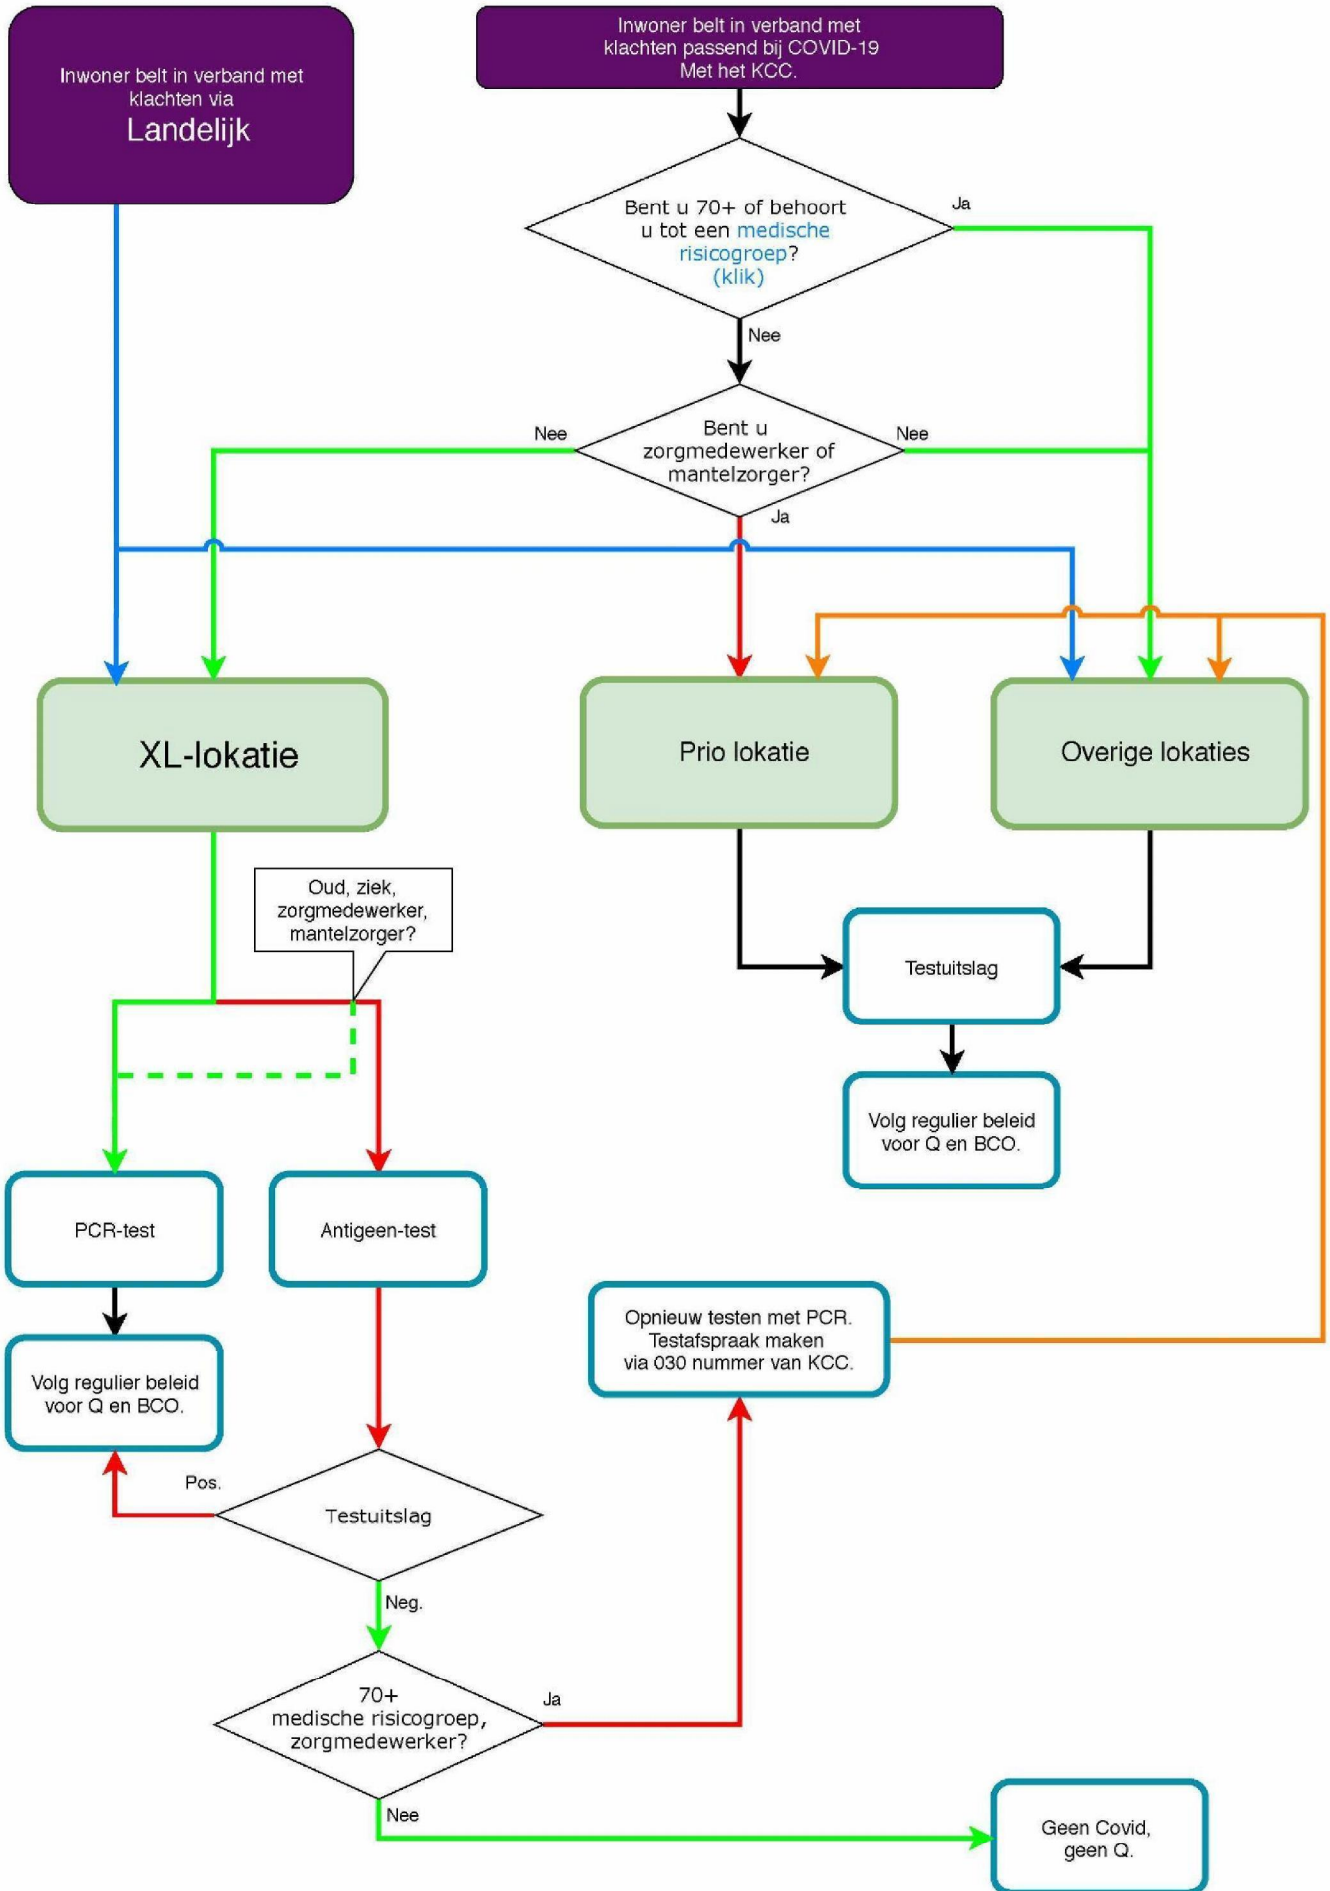 Inwoner belt in verband met
klachten via
Landelijk
Inwoner belt in verband met
klachten passend bij COVID-19
Met het KCC.
Bent u 70+ of behoort
u tot een medische
risicogroep?
(klik)
Ja
Nee
Bent u
zorgmedewerker of
mantelzorger?
Nee
Nee
Ja
XL-lokatie
Prio lokatie
Overige lokaties
Oud, ziek,
zorgmedewerker,
mantelzorger?
Testuitslag
Volg regulier beleid
voor Q en BCO.
PCR-test
Antigeen-test
Volg regulier beleid
voor Q en BCO.
Opnieuw testen met PCR.
Testafspraak maken
via 030 nummer van KCC.
Pos.
Testuitslag
Neg.
70+
medische risicogroep,
zorgmedewerker?
Ja
Nee
Geen Covid,
geen Q.